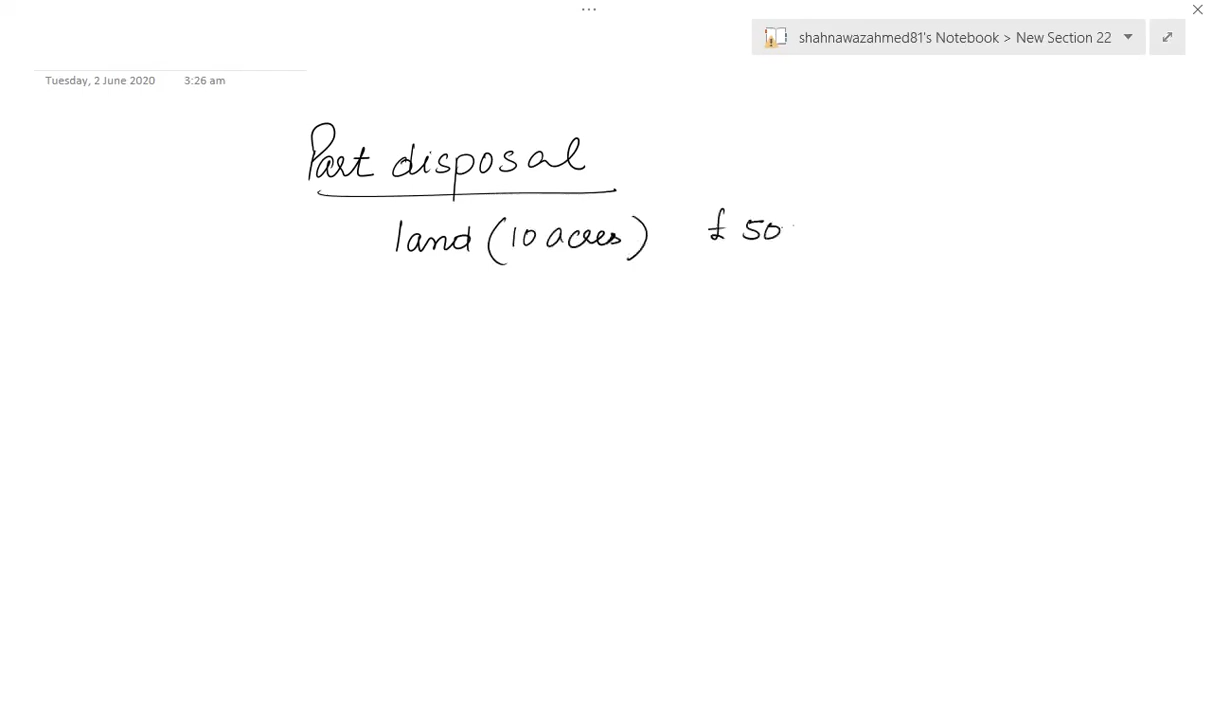 shahnawazahmed81's Notebook > New Section 22
Tuesday, 2 June 2020 3:26 am
Part disposal
land (10 acres) £ 50